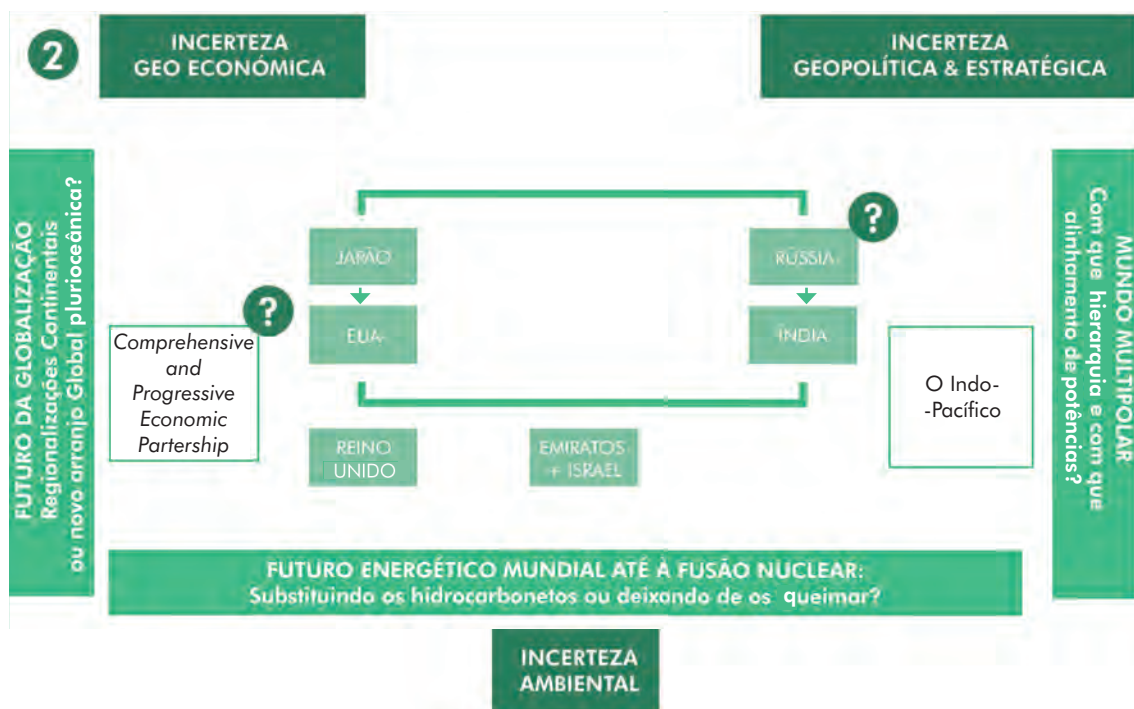 2
INCERTEZA
GEO ECONÓMICA
INCERTEZA
GEOPOLÍTICA & ESTRATÉGICA
FUTURO DA GLOBALIZAÇÃO
Regionalizações Continentais
ou novo arranjo Global plurioceânica?
MUNDO MULTIPOLAR
Com que hierarquia e com que
alinhamento de potências?
?
JAPÃO
RÚSSIA
?
EUA
ÍNDIA
Comprehensive
and
Progressive
Economic
Partership
O Indo-
-Pacífico
REINO
UNIDO
EMIRATOS
+ ISRAEL
FUTURO ENERGÉTICO MUNDIAL ATÉ À FUSÃO NUCLEAR:
Substituindo os hidrocarbonetos ou deixando de os queimar?
INCERTEZA
AMBIENTAL